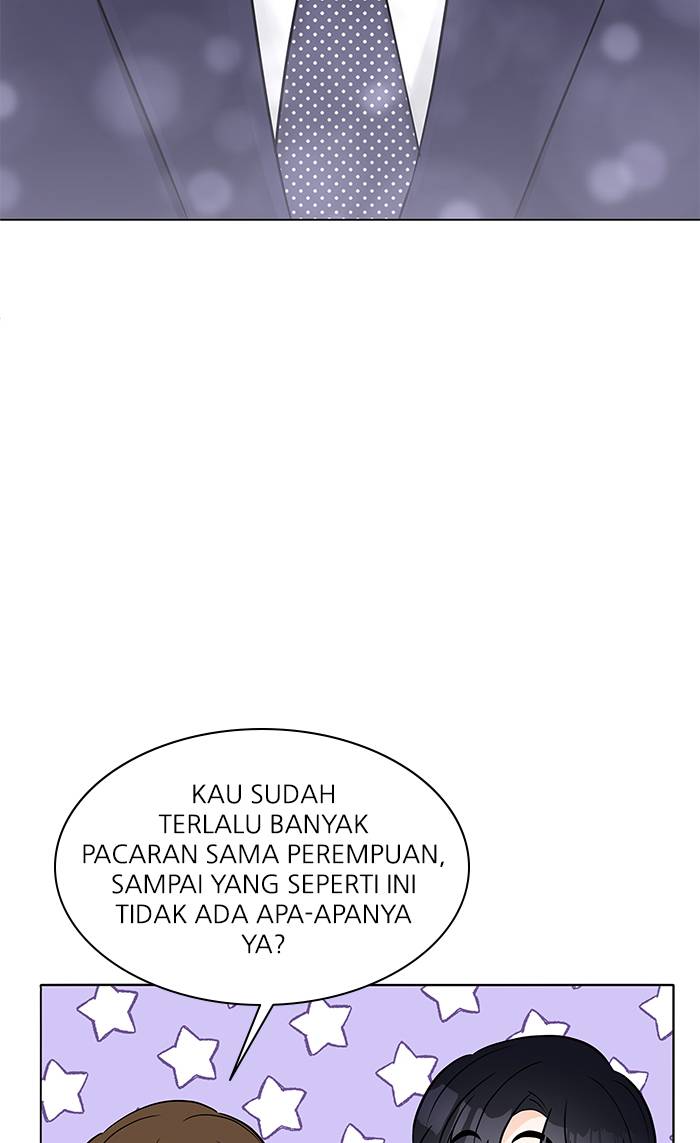 KAU SUDAH
TERLALU BANYAK
PACARAN SAMA PEREMPUAN,
SAMPAI YANG SEPERTI INI
TIDAK ADA APA-APANYA
YA?